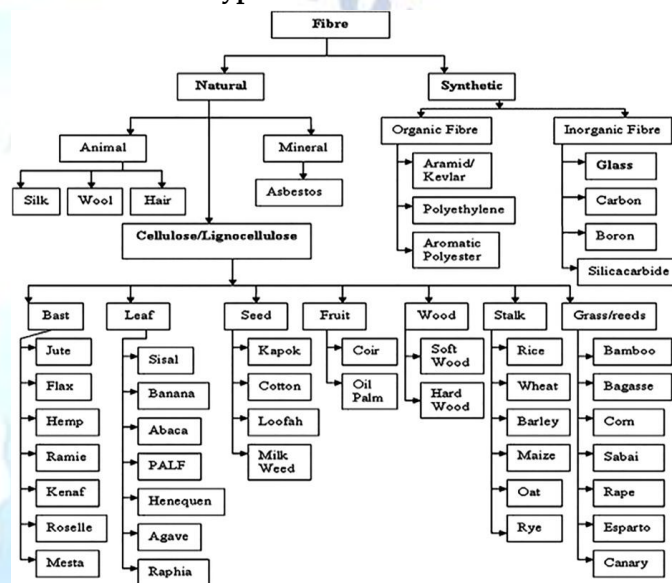 Fibre
Natural
Synthetic
Animal
Mineral
Organic Fibre
Inorganic Fibre
Silk
Wool
Hair
Asbestos
Aramid/
Kevlar
Polyethylene
Aromatic
Polyester
Glass
Carbon
Boron
Silicacarbide
Cellulose/Lignocellulose
Bast
Leaf
Seed
Fruit
Wood
Stalk
Grass/reeds
Jute
Flax
Hemp
Ramie
Kenaf
Roselle
Mesta
Sisal
Banana
Abaca
PALF
Henequen
Agave
Raphia
Kapok
Cotton
Loofah
Milk
Weed
Coir
Oil
Palm
Soft
Wood
Hard
Wood
Rice
Wheat
Barley
Maize
Oat
Rye
Bamboo
Bagasse
Corn
Sabai
Rape
Esparto
Canary